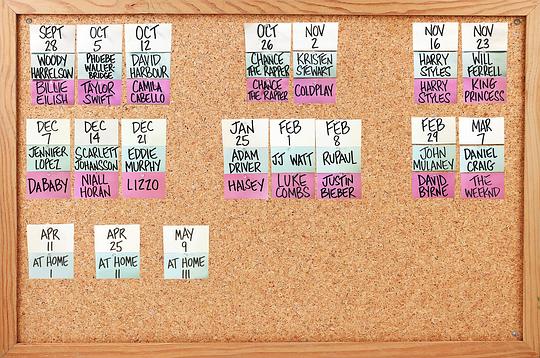 SEPT
28
WOODY
HARRELSON
BILLIE
EILISH
OCT
5
PHOEBE
WALLER-
BRIDGE
TAYLOR
SWIFT
OCT
12
DAVID
HARBOUR
CAMILA
CABELLO
OCT
26
CHANCE
THE RAPPER
CHANCE
THE RAPPER
NOV
2
KRISTEN
STEWART
COLDPLAY
NOV
16
HARRY
STYLES
HARRY
STYLES
NOV
23
WILL
FERRELL
KING
PRINCESS
DEC
7
JENNIFER
LOPEZ
DABABY
DEC
14
SCARLETT
JOHANSSON
NIALL
HORAN
DEC
21
EDDIE
MURPHY
LIZZO
JAN
25
ADAM
DRIVER
HALSEY
FEB
1
JJ WATT
LUKE
COMBS
FEB
8
RUPAUL
JUSTIN
BIEBER
FEB
29
JOHN
MULANEY
DAVID
BYRNE
MAR
7
DANIEL
CRAIG
THE
WEEKND
APR
11
AT HOME
I
APR
25
AT HOME
II
MAY
9
AT HOME
III